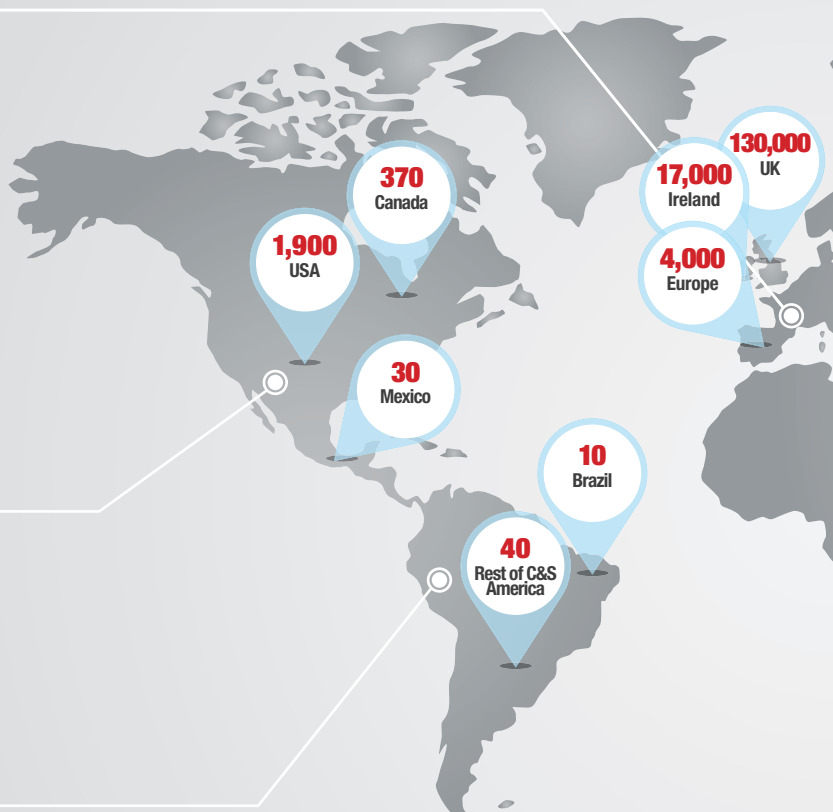 130,000
UK
17,000
Ireland
370
Canada
1,900
USA
4,000
Europe
30
Mexico
10
Brazil
40
Rest of C&S
America